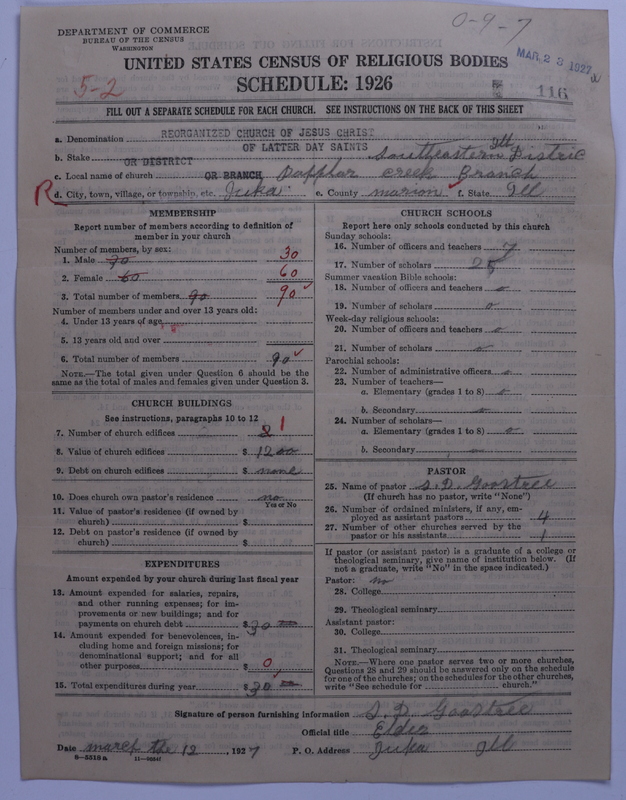 DEPARTMENT OF COMMERCE
BUREAU OF THE CENSUS
WASHINGTON
0-9-7
MAR 23 1927
UNITED STATES CENSUS OF RELIGIOUS BODIES
5-2
SCHEDULE: 1926
116
FILL OUT A SEPARATE SCHEDULE FOR EACH CHURCH. SEE INSTRUCTIONS ON THE BACK OF THIS SHEET
a. Denomination REORGANIZED CHURCH OF JESUS CHRIST
OF LATTER DAY SAINTS
b. Stake OR DISTRICT Southeastern Ill District
c. Local name of church OR BRANCH creek Branch
R d. City, town, village, or township, etc. Iuka e. County marion f. State Ill
MEMBERSHIP
Report number of members according to definition of
member in your church
Number of members, by sex:
1. Male 90 30
2. Female 60 60
3. Total number of members 90 90
Number of members under and over 13 years old:
4. Under 13 years of age
5. 13 years old and over
6. Total number of members 90
NOTE.—The total given under Question 6 should be the
same as the total of males and females given under Question 3.
CHURCH BUILDINGS
See instructions, paragraphs 10 to 12
7. Number of church edifices 1
8. Value of church edifices $ 1200
9. Debt on church edifices $ none
10. Does church own pastor's residence no
Yes or No
11. Value of pastor's residence (if owned by
church) $
12. Debt on pastor's residence (if owned by
church) $
EXPENDITURES
Amount expended by your church during last fiscal year
13. Amount expended for salaries, repairs,
and other running expenses; for im-
provements or new buildings; and for
payments on church debt $ 30
14. Amount expended for benevolences, in-
cluding home and foreign missions; for
denominational support; and for all
other purposes $ 0
15. Total expenditures during year $ 30
CHURCH SCHOOLS
Report here only schools conducted by this church
Sunday schools:
16. Number of officers and teachers 7
17. Number of scholars 25
Summer vacation Bible schools:
18. Number of officers and teachers 0
19. Number of scholars 0
Week-day religious schools:
20. Number of officers and teachers 0
21. Number of scholars 0
Parochial schools:
22. Number of administrative officers 0
23. Number of teachers—
a. Elementary (grades 1 to 8) 0
b. Secondary 0
24. Number of scholars—
a. Elementary (grades 1 to 8) 0
b. Secondary
PASTOR
25. Name of pastor S. D. Goostree
(If church has no pastor, write "None")
26. Number of ordained ministers, if any, em-
ployed as assistant pastors 4
27. Number of other churches served by the
pastor or his assistants 1
If pastor (or assistant pastor) is a graduate of a college or
theological seminary, give name of institution below. (If
not a graduate, write "No" in the space indicated.)
Pastor: no
28. College
29. Theological seminary
Assistant pastor:
30. College
31. Theological seminary
NOTE.—Where one pastor serves two or more churches,
Questions 28 and 29 should be answered only on the schedule
for one of the churches; on the schedules for the other churches,
write "See schedule for church."
Signature of person furnishing information S. D. Goostree
Official title Elder
Date march the 12, 1927 P. O. Address Iuka Ill
8—5518a